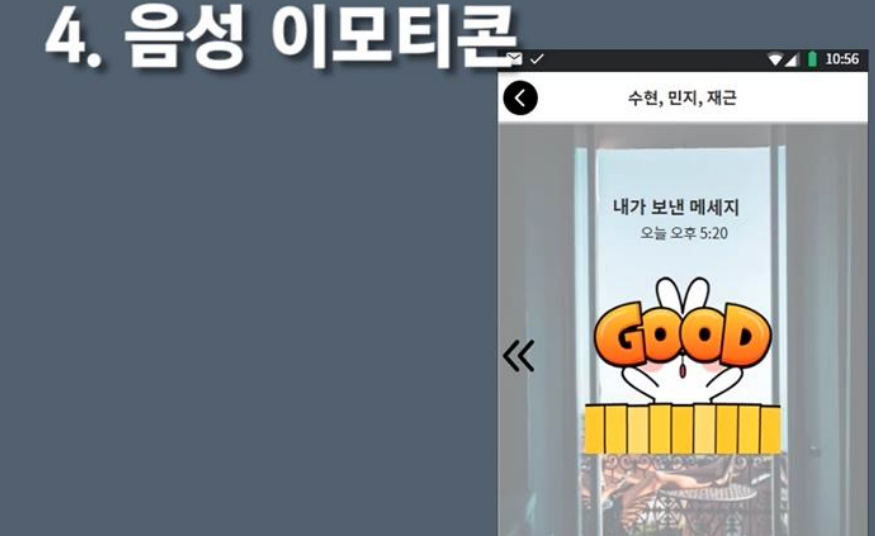 4. 음성 이모티콘
10:56
수현, 민지, 재근
내가 보낸 메세지
오늘 오후 5:20
GOOD